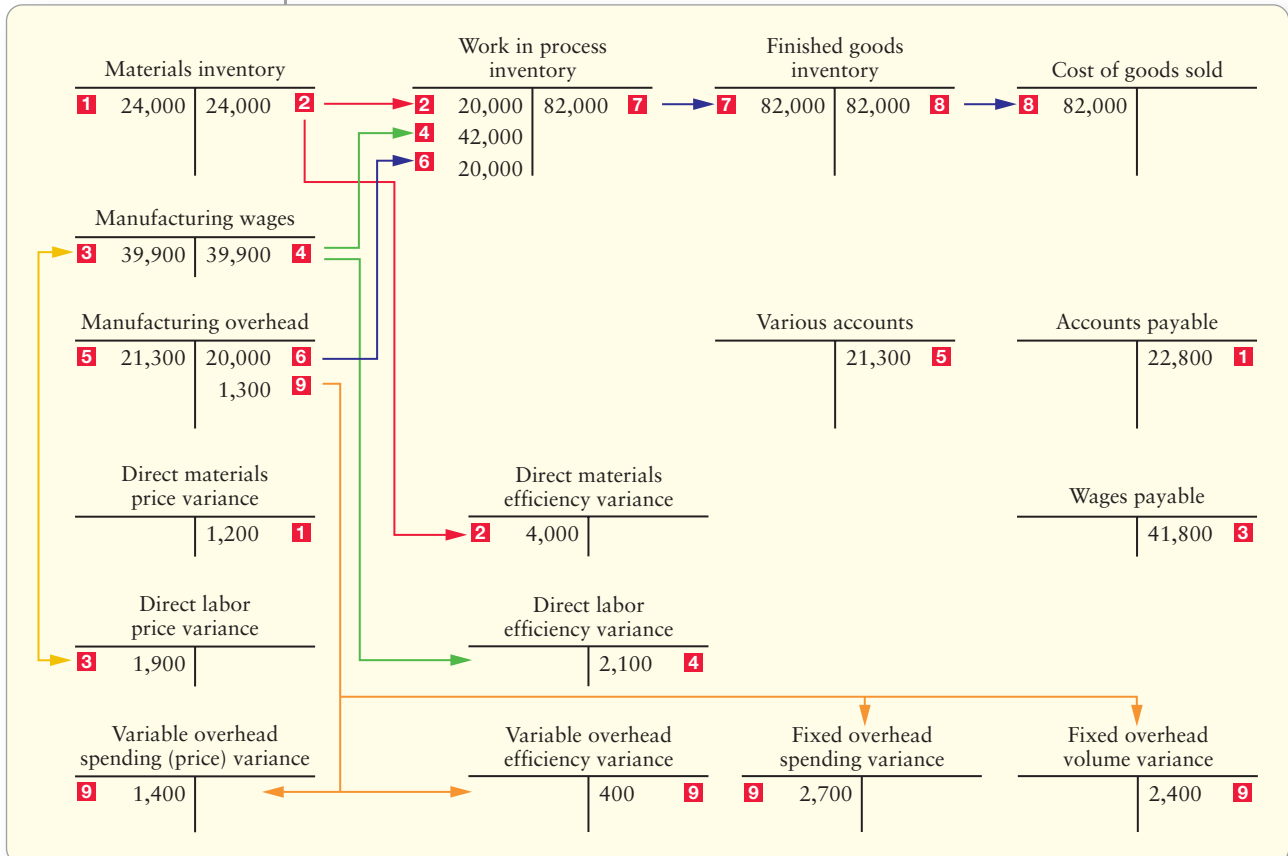 Work in process
inventory
Finished goods
inventory
Materials inventory
Cost of goods sold
1 24,000 24,000 2
2 20,000 82,000 7
7 82,000 82,000 8
8 82,000
4 42,000
6 20,000
Manufacturing wages
3 39,900 39,900 4
Manufacturing overhead
Various accounts
Accounts payable
5 21,300 20,000 6
21,300 5
22,800 1
1,300 9
Direct materials
price variance
Direct materials
efficiency variance
Wages payable
1,200 1
2 4,000
41,800 3
Direct labor
price variance
Direct labor
efficiency variance
3 1,900
2,100 4
Variable overhead
spending (price) variance
Variable overhead
efficiency variance
Fixed overhead
spending variance
Fixed overhead
volume variance
9 1,400
400 9
9 2,700
2,400 9